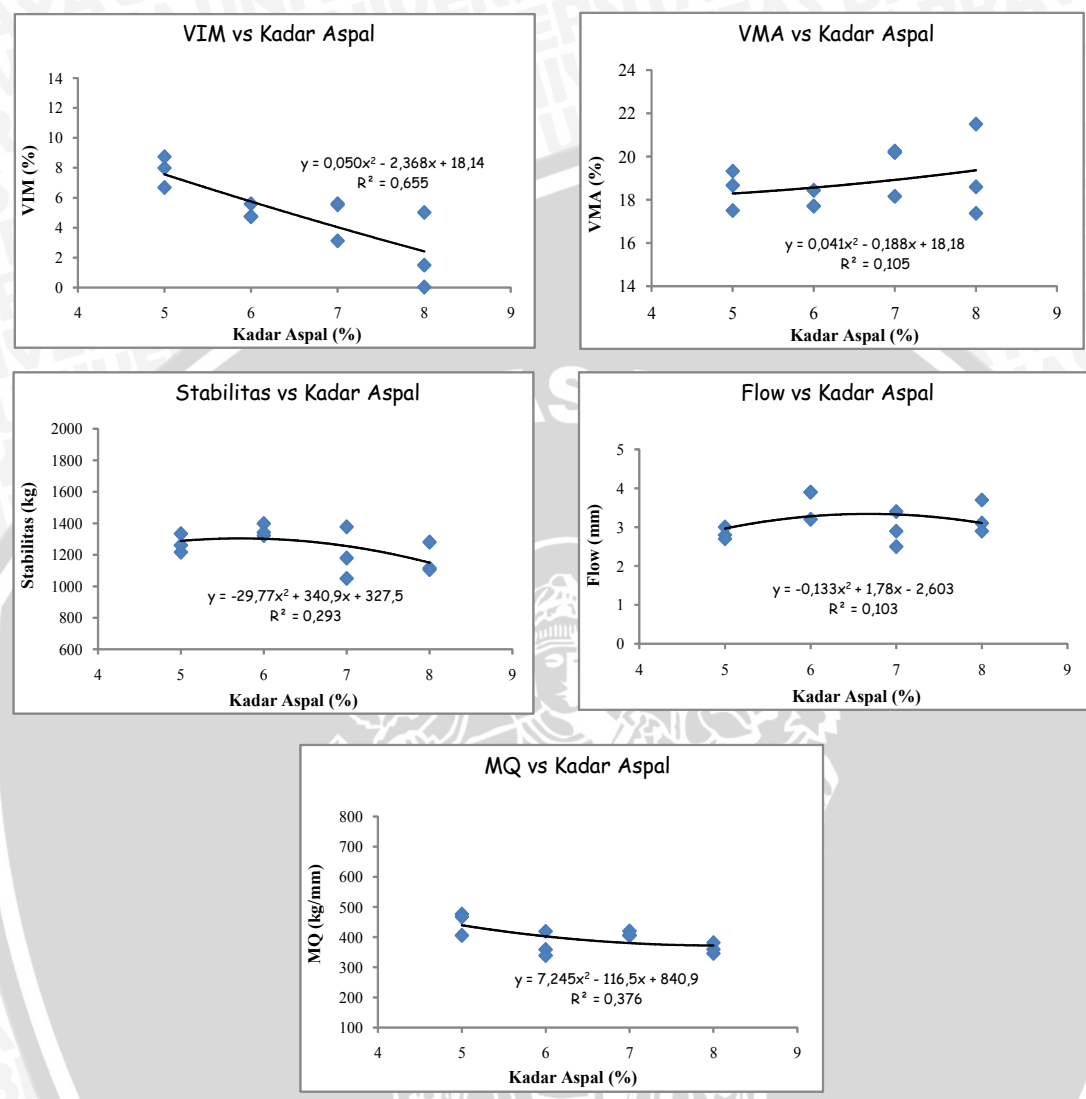 VIM vs Kadar Aspal
14
12
10
8
6
4
2
0
VIM (%)
y = 0,050x² - 2,368x + 18,14
R² = 0,655
4 5 6 7 8 9
Kadar Aspal (%)
VMA vs Kadar Aspal
24
22
20
18
16
14
VMA (%)
y = 0,041x² - 0,188x + 18,18
R² = 0,105
4 5 6 7 8 9
Kadar Aspal (%)
Stabilitas vs Kadar Aspal
2000
1800
1600
1400
1200
1000
800
600
Stabilitas (kg)
y = -29,77x² + 340,9x + 327,5
R² = 0,293
4 5 6 7 8 9
Kadar Aspal (%)
Flow vs Kadar Aspal
5
4
3
2
1
0
Flow (mm)
y = -0,133x² + 1,78x - 2,603
R² = 0,103
4 5 6 7 8 9
Kadar Aspal (%)
MQ vs Kadar Aspal
800
700
600
500
400
300
200
100
MQ (kg/mm)
y = 7,245x² - 116,5x + 840,9
R² = 0,376
4 5 6 7 8 9
Kadar Aspal (%)